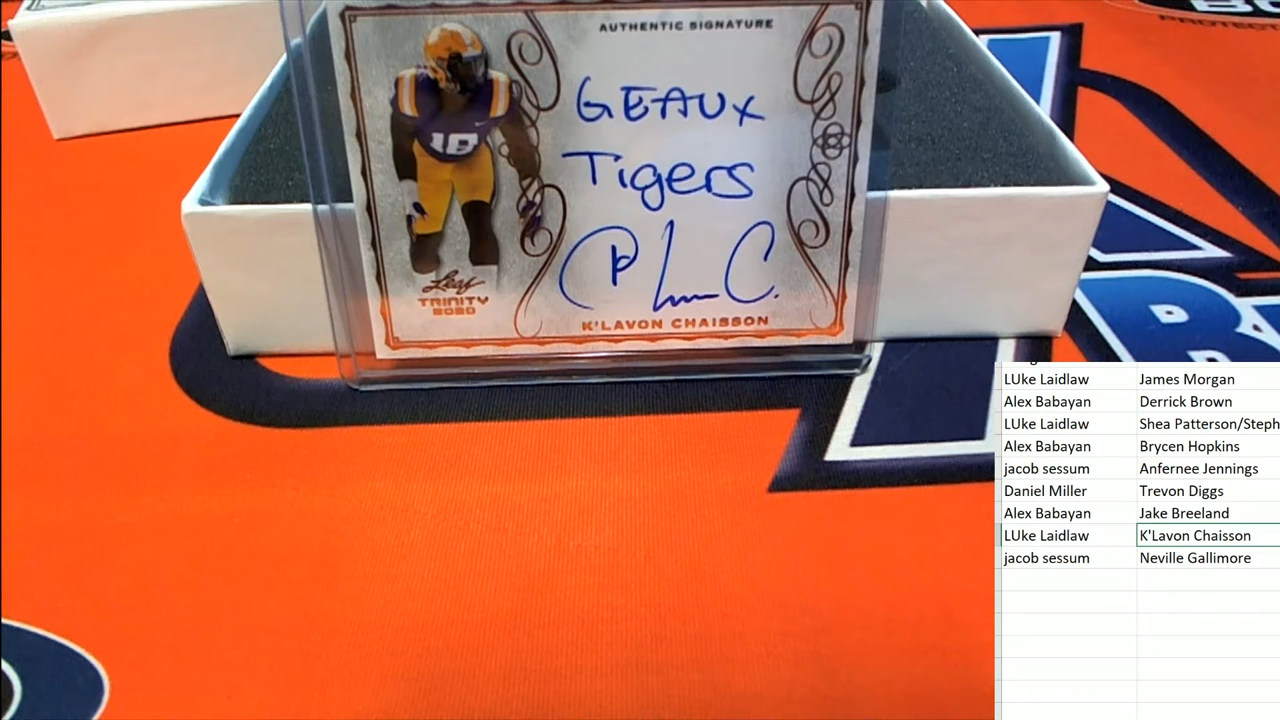 AUTHENTIC SIGNATURE
GEAUX
Tigers
18
Leaf
TRINITY
2020
K'LAVON CHAISSON
LUke Laidlaw James Morgan
Alex Babayan Derrick Brown
LUke Laidlaw Shea Patterson/Steph
Alex Babayan Brycen Hopkins
jacob sessum Anfernee Jennings
Daniel Miller Trevon Diggs
Alex Babayan Jake Breeland
LUke Laidlaw K'Lavon Chaisson
jacob sessum Neville Gallimore